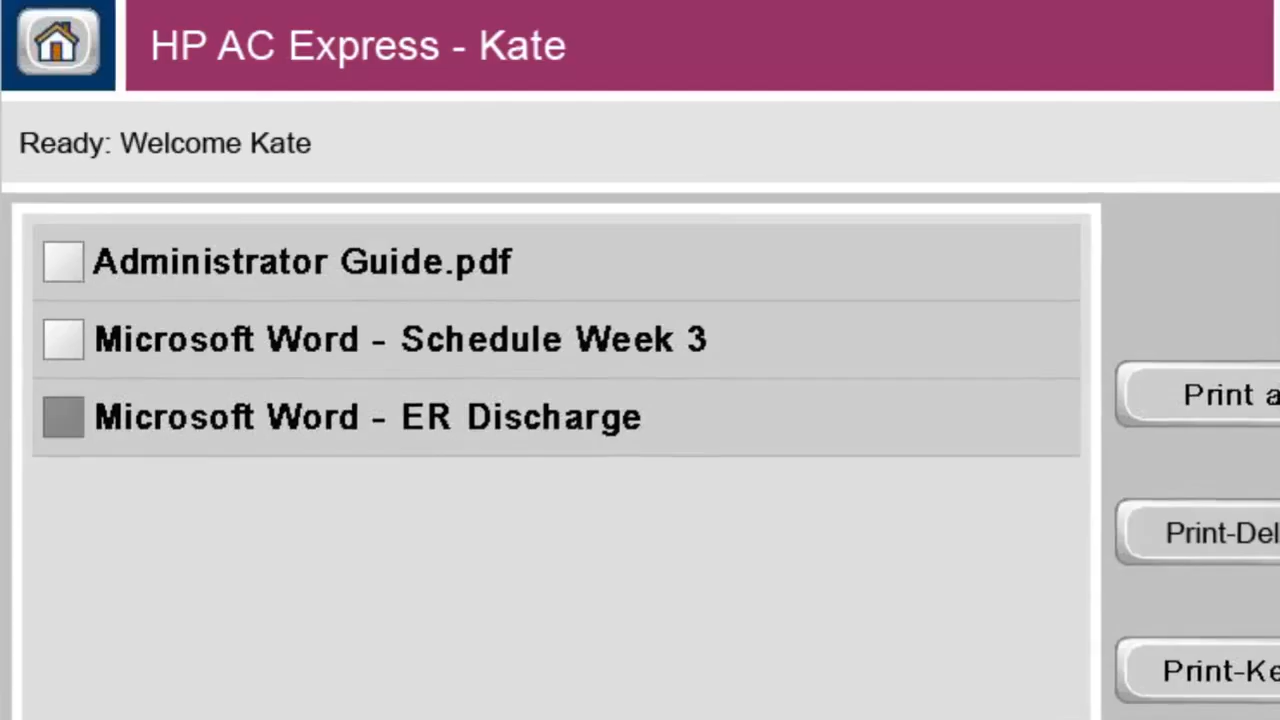 HP AC Express - Kate
Ready: Welcome Kate
Administrator Guide.pdf
Microsoft Word - Schedule Week 3
Microsoft Word - ER Discharge
Print a
Print-Del
Print-Ke